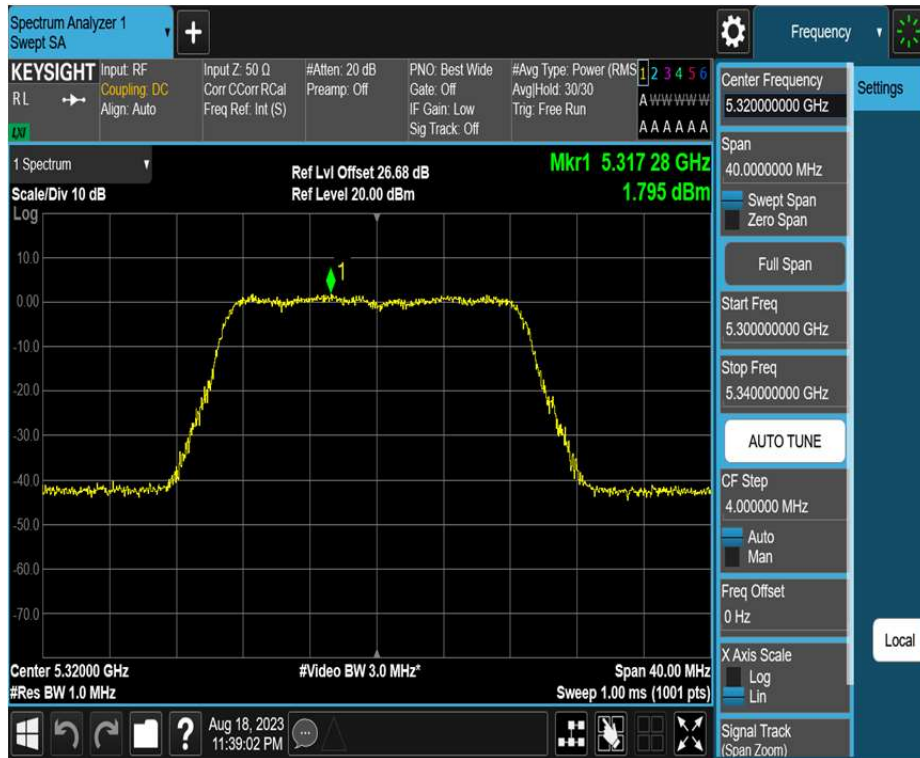 Spectrum Analyzer 1
Swept SA
+
Frequency
KEYSIGHT
RL
LXI
Input: RF
Coupling: DC
Align: Auto
Input Z: 50 Ω
Corr CCorr RCal
Freq Ref: Int (S)
#Atten: 20 dB
Preamp: Off
PNO: Best Wide
Gate: Off
IF Gain: Low
Sig Track: Off
#Avg Type: Power (RMS
Avg|Hold: 30/30
Trig: Free Run
1 2 3 4 5 6
A W W W W W
A A A A A A
1 Spectrum
Scale/Div 10 dB
Log
Ref Lvl Offset 26.68 dB
Ref Level 20.00 dBm
Mkr1 5.317 28 GHz
1.795 dBm
10.0
0.00
-10.0
-20.0
-30.0
-40.0
-50.0
-60.0
-70.0
1
Center 5.32000 GHz
#Res BW 1.0 MHz
#Video BW 3.0 MHz*
Span 40.00 MHz
Sweep 1.00 ms (1001 pts)
?
Aug 18, 2023
11:39:02 PM
Center Frequency
5.320000000 GHz
Span
40.0000000 MHz
Swept Span
Zero Span
Full Span
Start Freq
5.300000000 GHz
Stop Freq
5.340000000 GHz
AUTO TUNE
CF Step
4.000000 MHz
Auto
Man
Freq Offset
0 Hz
X Axis Scale
Log
Lin
Signal Track
(Span Zoom)
Settings
Local